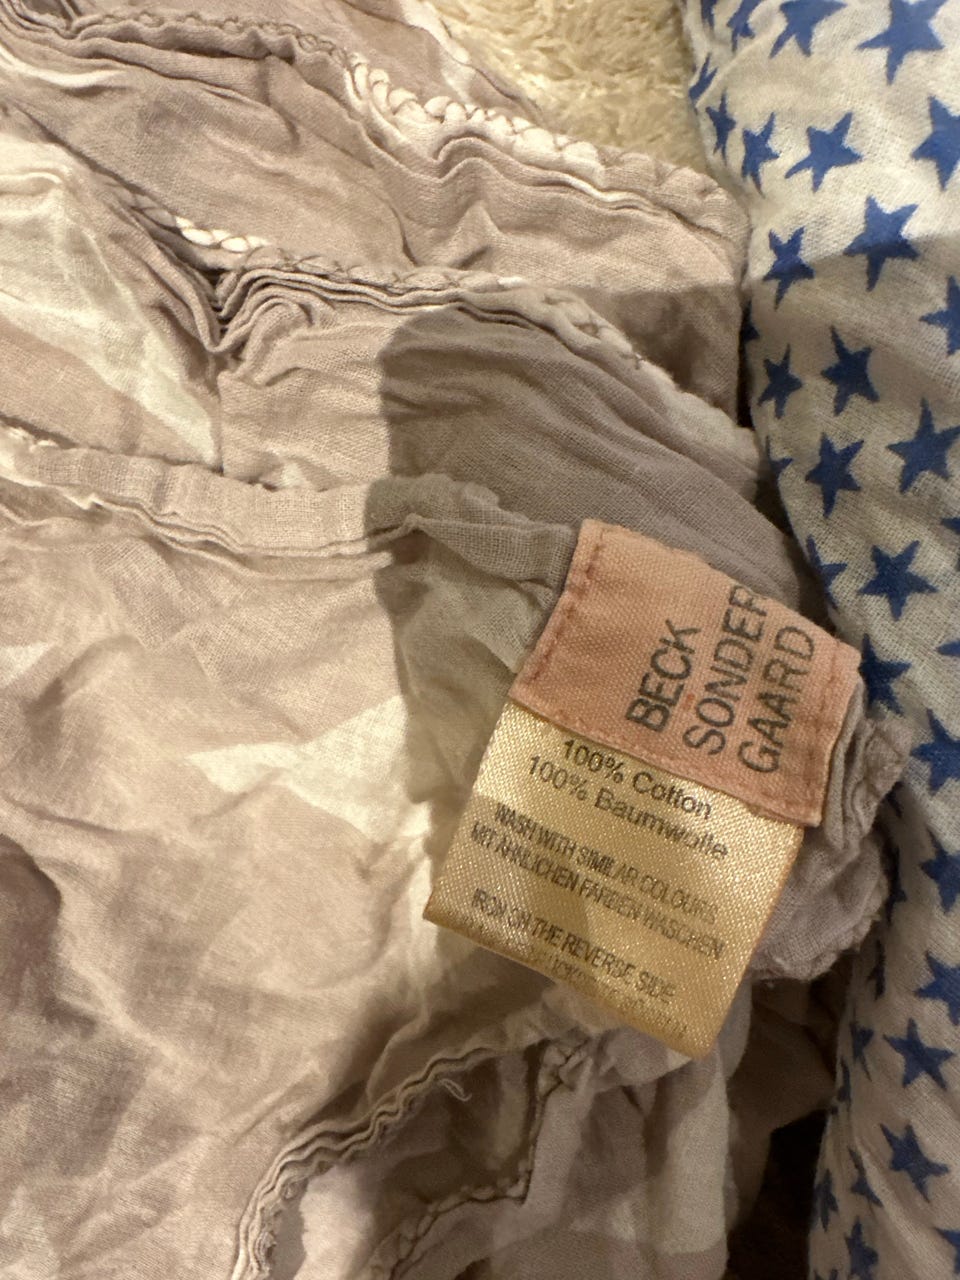 BECK
SONDER
GAARD
100% Cotton
100% Baumwolle
WASH WITH SIMILAR COLOURS
MIT ÄHNLICHEN FARBEN WASCHEN
IRON ON THE REVERSE SIDE